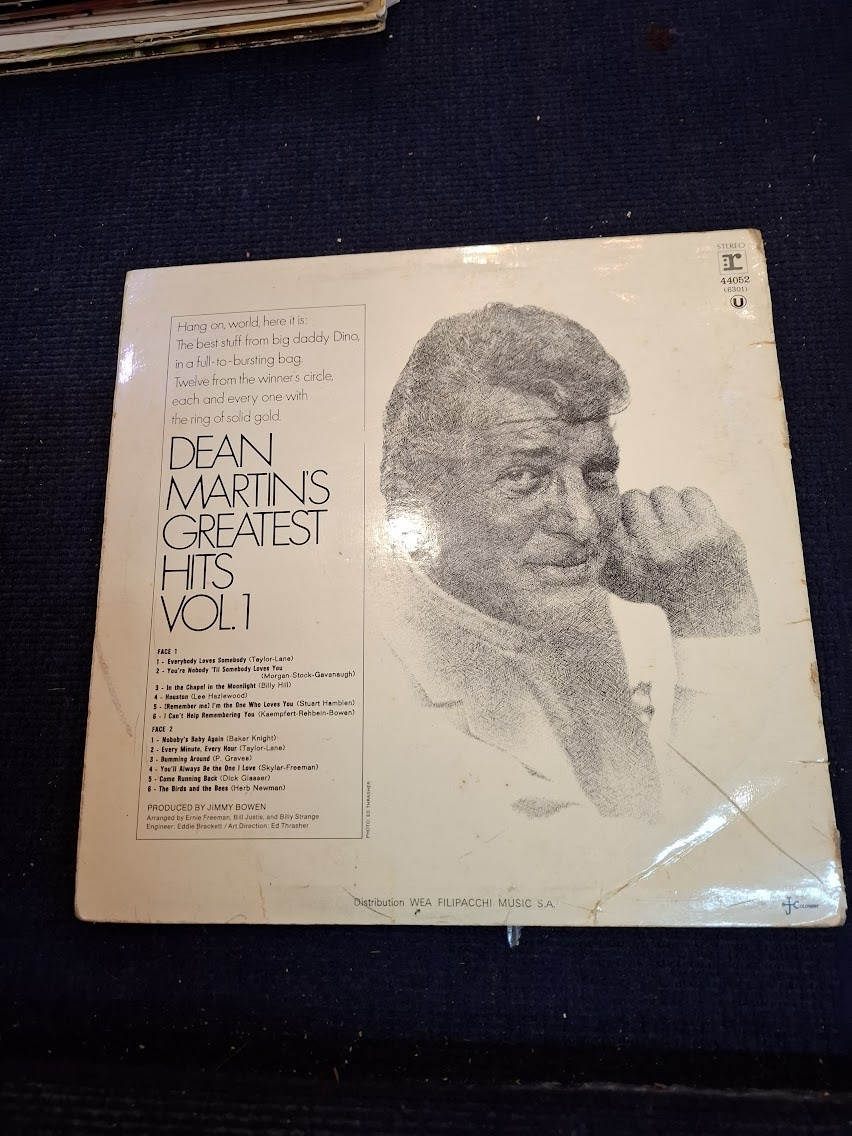 STEREO
r
44052
(6301)
U
Hang on, world, here it is:
The best stuff from big daddy Dino,
in a full-to-bursting bag.
Twelve from the winner's circle,
each and every one with
the ring of solid gold.
DEAN
MARTIN'S
GREATEST
HITS
VOL.1
FACE 1
1 - Everybody Loves Somebody (Taylor-Lane)
2 - You're Nobody 'Til Somebody Loves You
(Morgan-Stock-Gavanaugh)
3 - In the Chapel in the Moonlight (Billy Hill)
4 - Houston (Lee Hazlewood)
5 - (Remember me) I'm the One Who Loves You (Stuart Hamblen)
6 - I Can't Help Remembering You (Kaempfert-Rehbein-Bowen)
FACE 2
1 - Noboby's Baby Again (Baker Knight)
2 - Every Minute, Every Hour (Taylor-Lane)
3 - Bumming Around (P. Graves)
4 - You'll Always Be the One I Love (Skylar-Freeman)
5 - Come Running Back (Dick Glasser)
6 - The Birds and the Bees (Herb Newman)
PRODUCED BY JIMMY BOWEN
Arranged by Ernie Freeman, Bill Justis, and Billy Strange
Engineer: Eddie Brackett / Art Direction: Ed Thrasher
PHOTO: ED THRASHER
Distribution WEA FILIPACCHI MUSIC S.A.